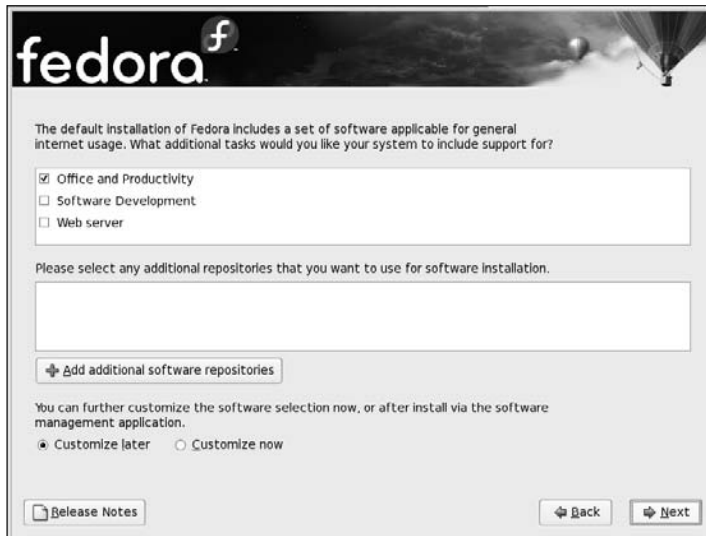 fedora
The default installation of Fedora includes a set of software applicable for general
internet usage. What additional tasks would you like your system to include support for?
Office and Productivity
Software Development
Web server
Please select any additional repositories that you want to use for software installation.
Add additional software repositories
You can further customize the software selection now, or after install via the software
management application.
Customize later Customize now
Release Notes Back Next